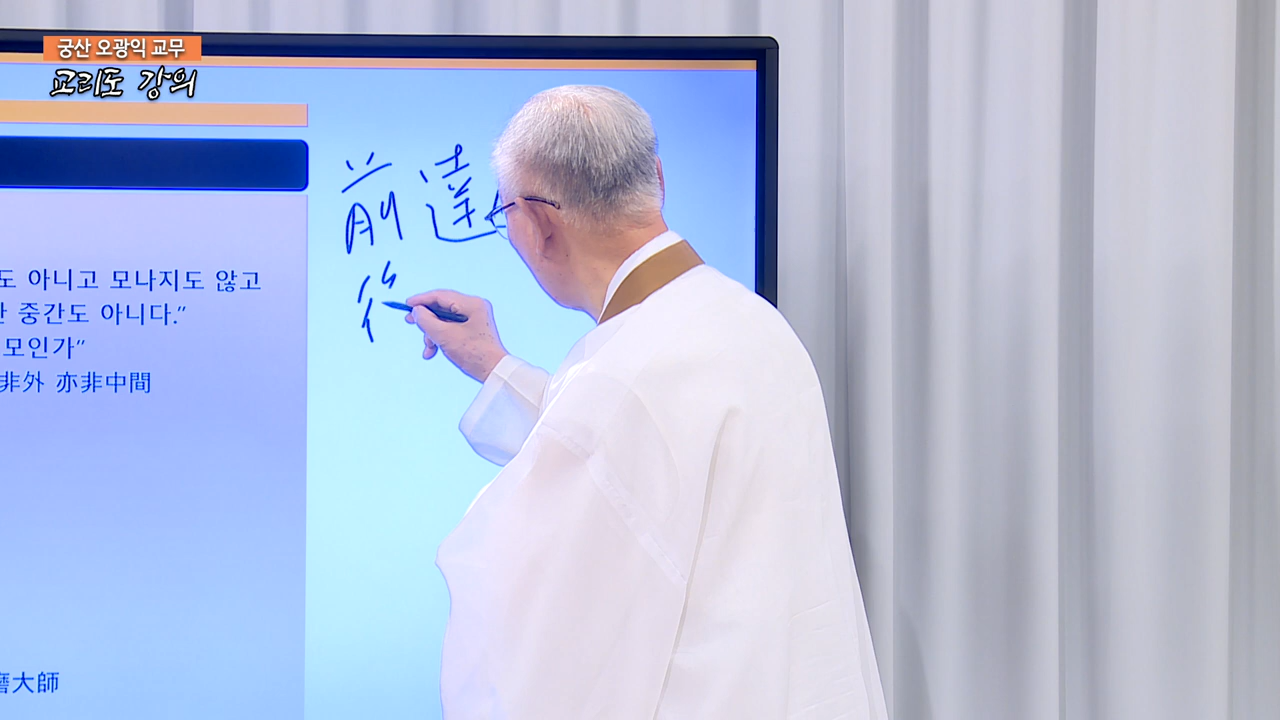 궁산 오광익 교무
교리도 강의
도 아니고 모나지도 않고
중간도 아니다.”
모인가”
非外 亦非中間
大師
前達
後